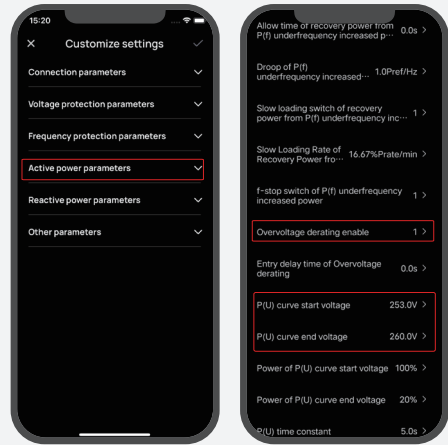 15:20
Customize settings
Connection parameters
Voltage protection parameters
Frequency protection parameters
Active power parameters
Reactive power parameters
Other parameters
Allow time of recovery power from
P(f) underfrequency increased p... 0.0s >
Droop of P(f)
underfrequency increased... 1.0Pref/Hz >
Slow loading switch of recovery
power from P(f) underfrequency inc... 1 >
Slow Loading Rate of
Recovery Power fro... 16.67%Prate/min >
f-stop switch of P(f) underfrequency
increased power 1 >
Overvoltage derating enable 1 >
Entry delay time of Overvoltage
derating 0.0s >
P(U) curve start voltage 253.0V >
P(U) curve end voltage 260.0V >
Power of P(U) curve start voltage 100% >
Power of P(U) curve end voltage 20% >
P(U) time constant 5.0s >